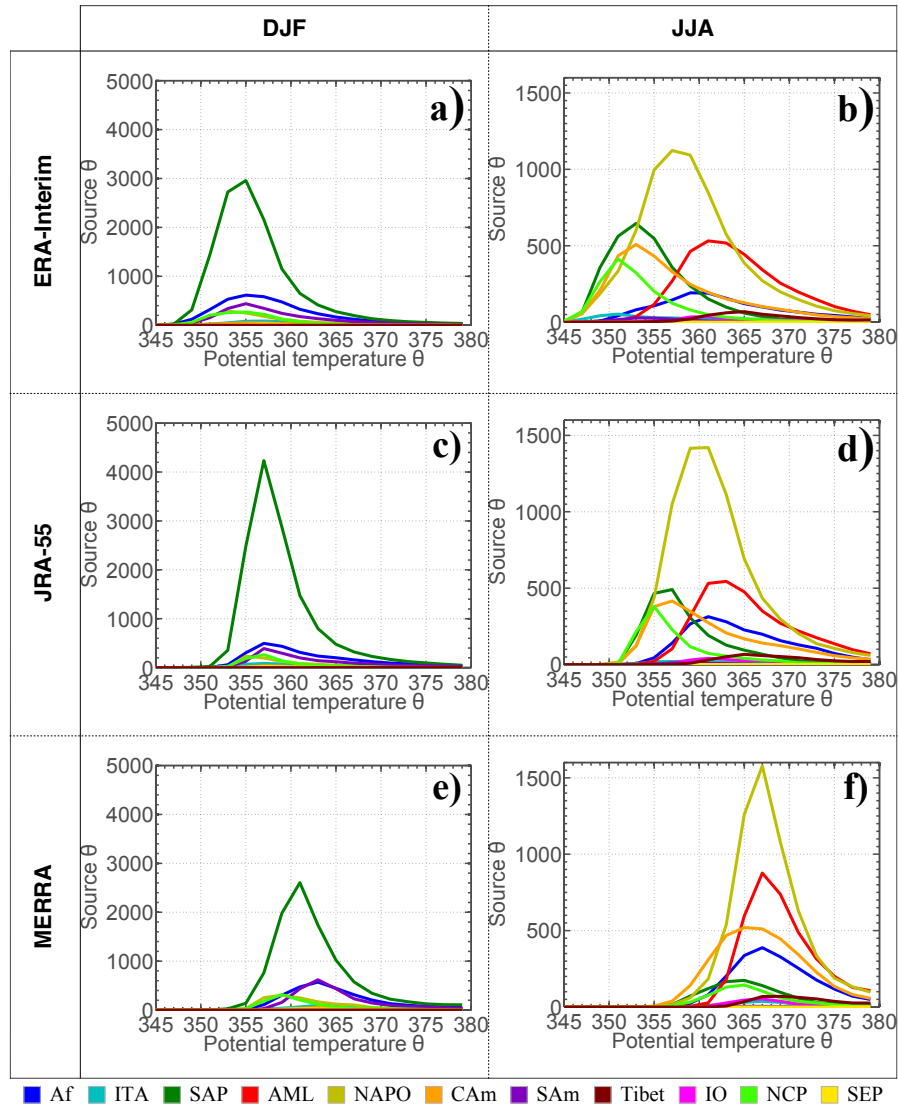 DJF JJA
ERA-Interim
a)
Source θ
5000
4000
3000
2000
1000
0
345 350 355 360 365 370 375 380
Potential temperature θ
b)
Source θ
1500
1000
500
0
345 350 355 360 365 370 375 380
Potential temperature θ
JRA-55
c)
Source θ
5000
4000
3000
2000
1000
0
345 350 355 360 365 370 375 380
Potential temperature θ
d)
Source θ
1500
1000
500
0
345 350 355 360 365 370 375 380
Potential temperature θ
MERRA
e)
Source θ
5000
4000
3000
2000
1000
0
345 350 355 360 365 370 375 380
Potential temperature θ
f)
Source θ
1500
1000
500
0
345 350 355 360 365 370 375 380
Potential temperature θ
Af ITA SAP AML NAPO CAm SAm Tibet IO NCP SEP